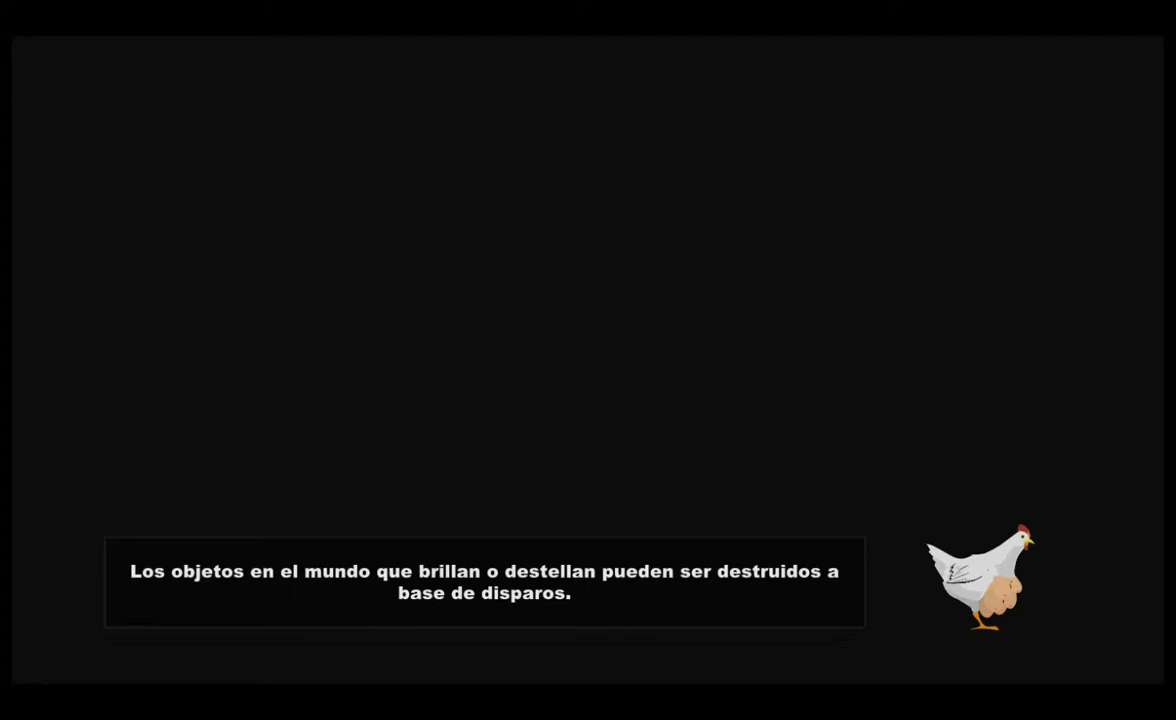 Los objetos en el mundo que brillan o destellan pueden ser destruidos a
base de disparos.